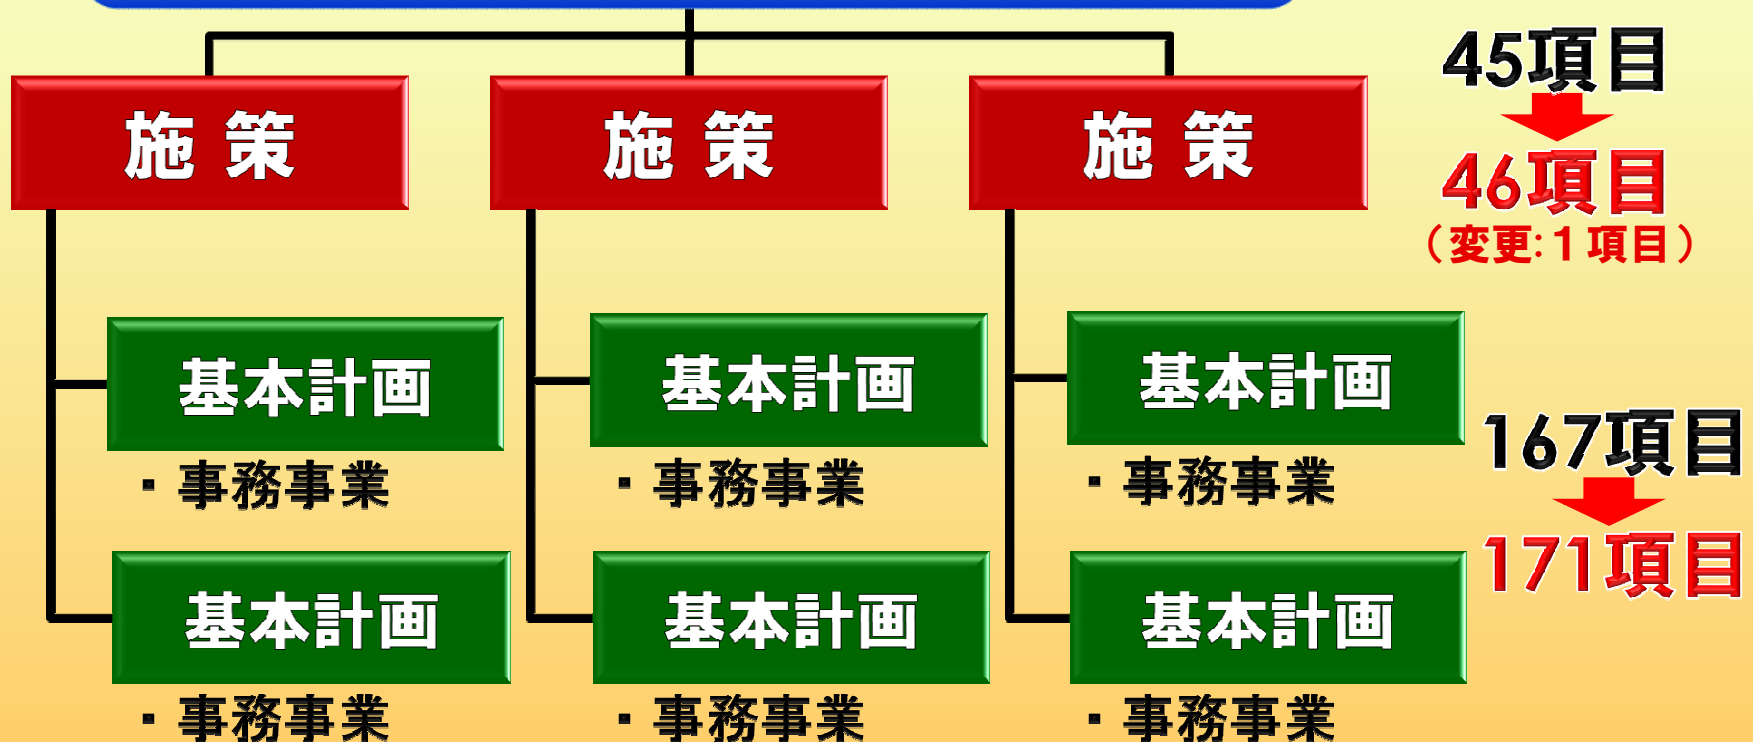 施 策
施 策
施 策
45項目
46項目
（変更:１項目）
基本計画
基本計画
基本計画
・事務事業
・事務事業
・事務事業
167項目
171項目
基本計画
基本計画
基本計画
・事務事業
・事務事業
・事務事業